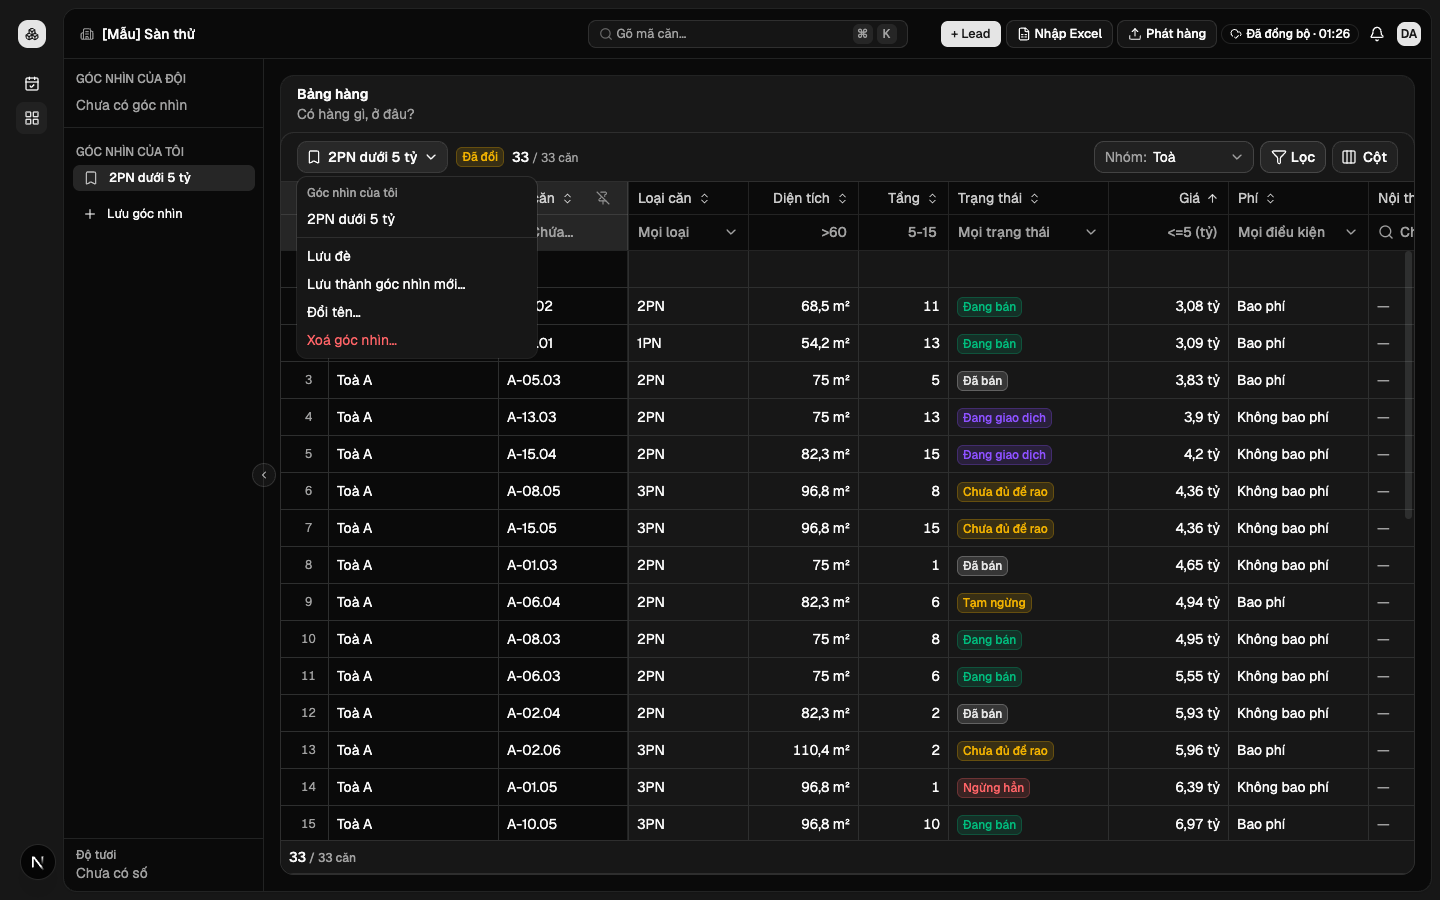 [Mẫu] Sàn thử
Gõ mã căn...
⌘ K
+ Lead
Nhập Excel
Phát hàng
Đã đồng bộ · 01:26
DA
GÓC NHÌN CỦA ĐỘI
Chưa có góc nhìn
GÓC NHÌN CỦA TÔI
2PN dưới 5 tỷ
+ Lưu góc nhìn
Độ tươi
Chưa có số
N
Bảng hàng
Có hàng gì, ở đâu?
2PN dưới 5 tỷ
Đã đổi
33 / 33 căn
Nhóm: Toà
Lọc
Cột
Góc nhìn của tôi
2PN dưới 5 tỷ
Lưu đè
Lưu thành góc nhìn mới...
Đổi tên...
Xoá góc nhìn...
căn Loại căn Diện tích Tầng Trạng thái Giá Phí Nội th
Chứa... Mọi loại >60 5-15 Mọi trạng thái <=5 (tỷ) Mọi điều kiện Ch
.02 2PN 68,5 m² 11 Đang bán 3,08 tỷ Bao phí —
.01 1PN 54,2 m² 13 Đang bán 3,09 tỷ Bao phí —
3 Toà A A-05.03 2PN 75 m² 5 Đã bán 3,83 tỷ Bao phí —
4 Toà A A-13.03 2PN 75 m² 13 Đang giao dịch 3,9 tỷ Không bao phí —
5 Toà A A-15.04 2PN 82,3 m² 15 Đang giao dịch 4,2 tỷ Không bao phí —
6 Toà A A-08.05 3PN 96,8 m² 8 Chưa đủ để rao 4,36 tỷ Không bao phí —
7 Toà A A-15.05 3PN 96,8 m² 15 Chưa đủ để rao 4,36 tỷ Không bao phí —
8 Toà A A-01.03 2PN 75 m² 1 Đã bán 4,65 tỷ Không bao phí —
9 Toà A A-06.04 2PN 82,3 m² 6 Tạm ngừng 4,94 tỷ Bao phí —
10 Toà A A-08.03 2PN 75 m² 8 Đang bán 4,95 tỷ Không bao phí —
11 Toà A A-06.03 2PN 75 m² 6 Đang bán 5,55 tỷ Không bao phí —
12 Toà A A-02.04 2PN 82,3 m² 2 Đã bán 5,93 tỷ Không bao phí —
13 Toà A A-02.06 3PN 110,4 m² 2 Chưa đủ để rao 5,96 tỷ Bao phí —
14 Toà A A-01.05 3PN 96,8 m² 1 Ngừng hẳn 6,39 tỷ Không bao phí —
15 Toà A A-10.05 3PN 96,8 m² 10 Đang bán 6,97 tỷ Bao phí —
33 / 33 căn